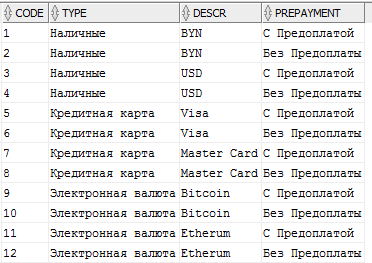 CODE TYPE DESCR PREPAYMENT
1 Наличные BYN С Предоплатой
2 Наличные BYN Без Предоплаты
3 Наличные USD С Предоплатой
4 Наличные USD Без Предоплаты
5 Кредитная карта Visa С Предоплатой
6 Кредитная карта Visa Без Предоплаты
7 Кредитная карта Master Card С Предоплатой
8 Кредитная карта Master Card Без Предоплаты
9 Электронная валюта Bitcoin С Предоплатой
10 Электронная валюта Bitcoin Без Предоплаты
11 Электронная валюта Etherum С Предоплатой
12 Электронная валюта Etherum Без Предоплаты